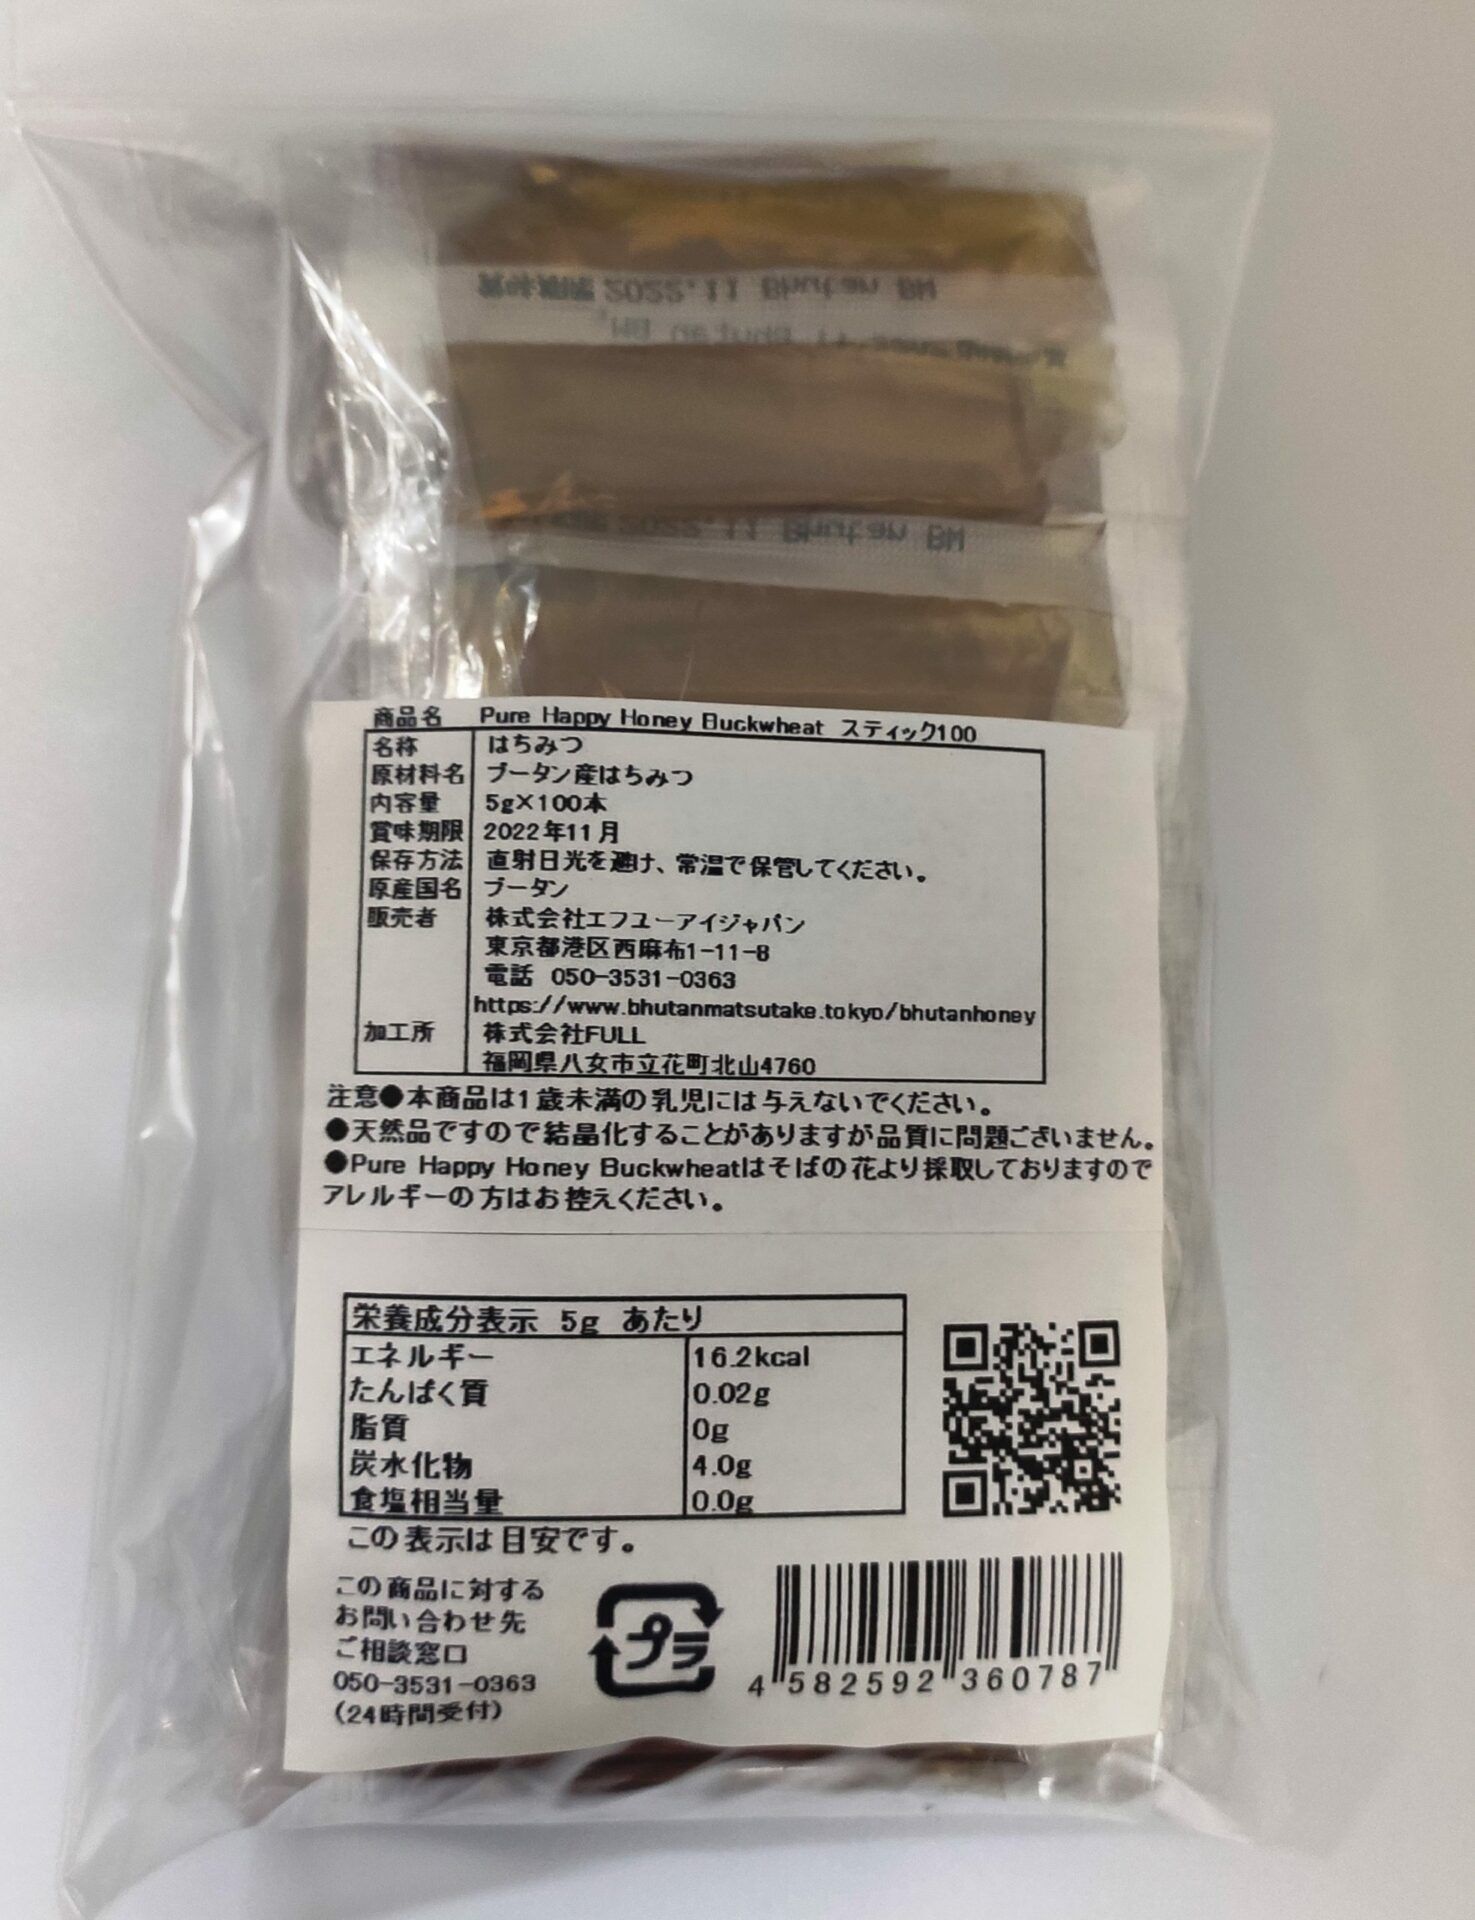 賞味期限 2022.11 Bhutan BW
2022.11 Bhutan BW
商品名 Pure Happy Honey Buckwheat スティック100
名称 はちみつ
原材料名 ブータン産はちみつ
内容量 5g×100本
賞味期限 2022年11月
保存方法 直射日光を避け、常温で保管してください。
原産国名 ブータン
販売者 株式会社エフユーアイジャパン
東京都港区西麻布1-11-8
電話 050-3531-0363
https://www.bhutanmatsutake.tokyo/bhutanhoney
加工所 株式会社FULL
福岡県八女市立花町北山4760
注意●本商品は1歳未満の乳児には与えないでください。
●天然品ですので結晶化することがありますが品質に問題ございません。
●Pure Happy Honey Buckwheatはそばの花より採取しておりますので
アレルギーの方はお控えください。
栄養成分表示 5g あたり
エネルギー 16.2kcal
たんぱく質 0.02g
脂質 0g
炭水化物 4.0g
食塩相当量 0.0g
この表示は目安です。
この商品に対する
お問い合わせ先
ご相談窓口
050-3531-0363
(24時間受付)
プラ
4 582592 360787